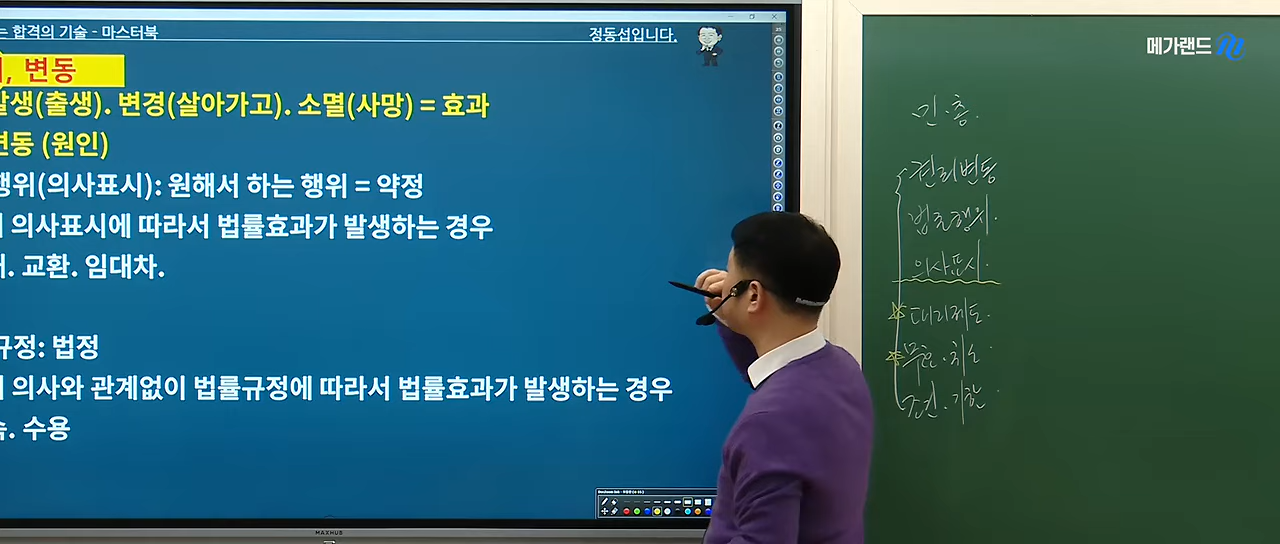 는 합격의 기술 - 마스터북
정동섭입니다.
, 변동
발생(출생). 변경(살아가고). 소멸(사망) = 효과
변동 (원인)
행위(의사표시): 원해서 하는 행위 = 약정
의사표시에 따라서 법률효과가 발생하는 경우
. 교환. 임대차.
규정: 법정
의사와 관계없이 법률규정에 따라서 법률효과가 발생하는 경우
. 수용
MAXHUB
메가랜드
민·총.
권리변동
법률행위.
의사표시.
대리제도.
무효·취소
조건. 기한